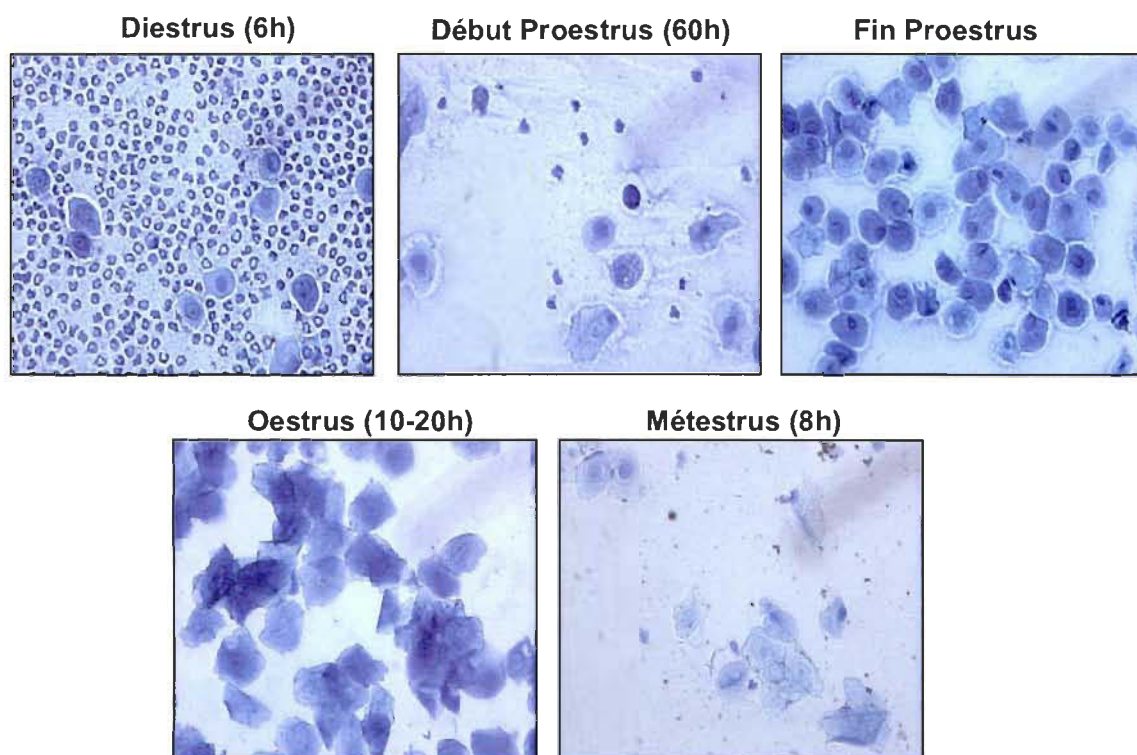 Diestrus (6h)
Début Proestrus (60h)
Fin Proestrus
Oestrus (10-20h)
Métestrus (8h)